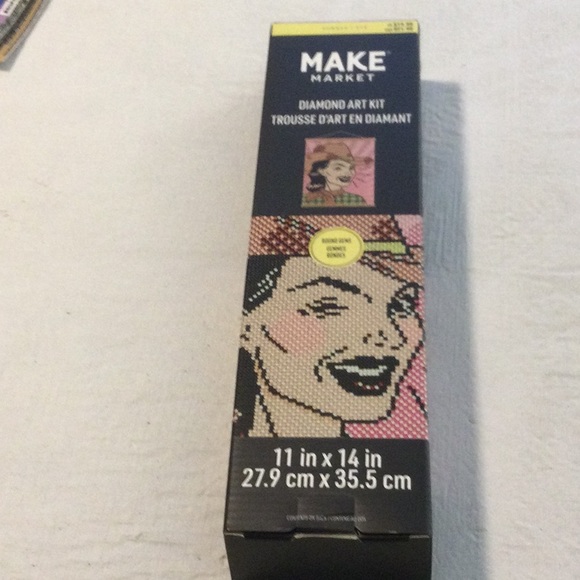 MAKE
MARKET
DIAMOND ART KIT
TROUSSE D'ART EN DIAMANT
ROUND GEMS
GEMMES
RONDES
11 in x 14 in
27.9 cm x 35.5 cm